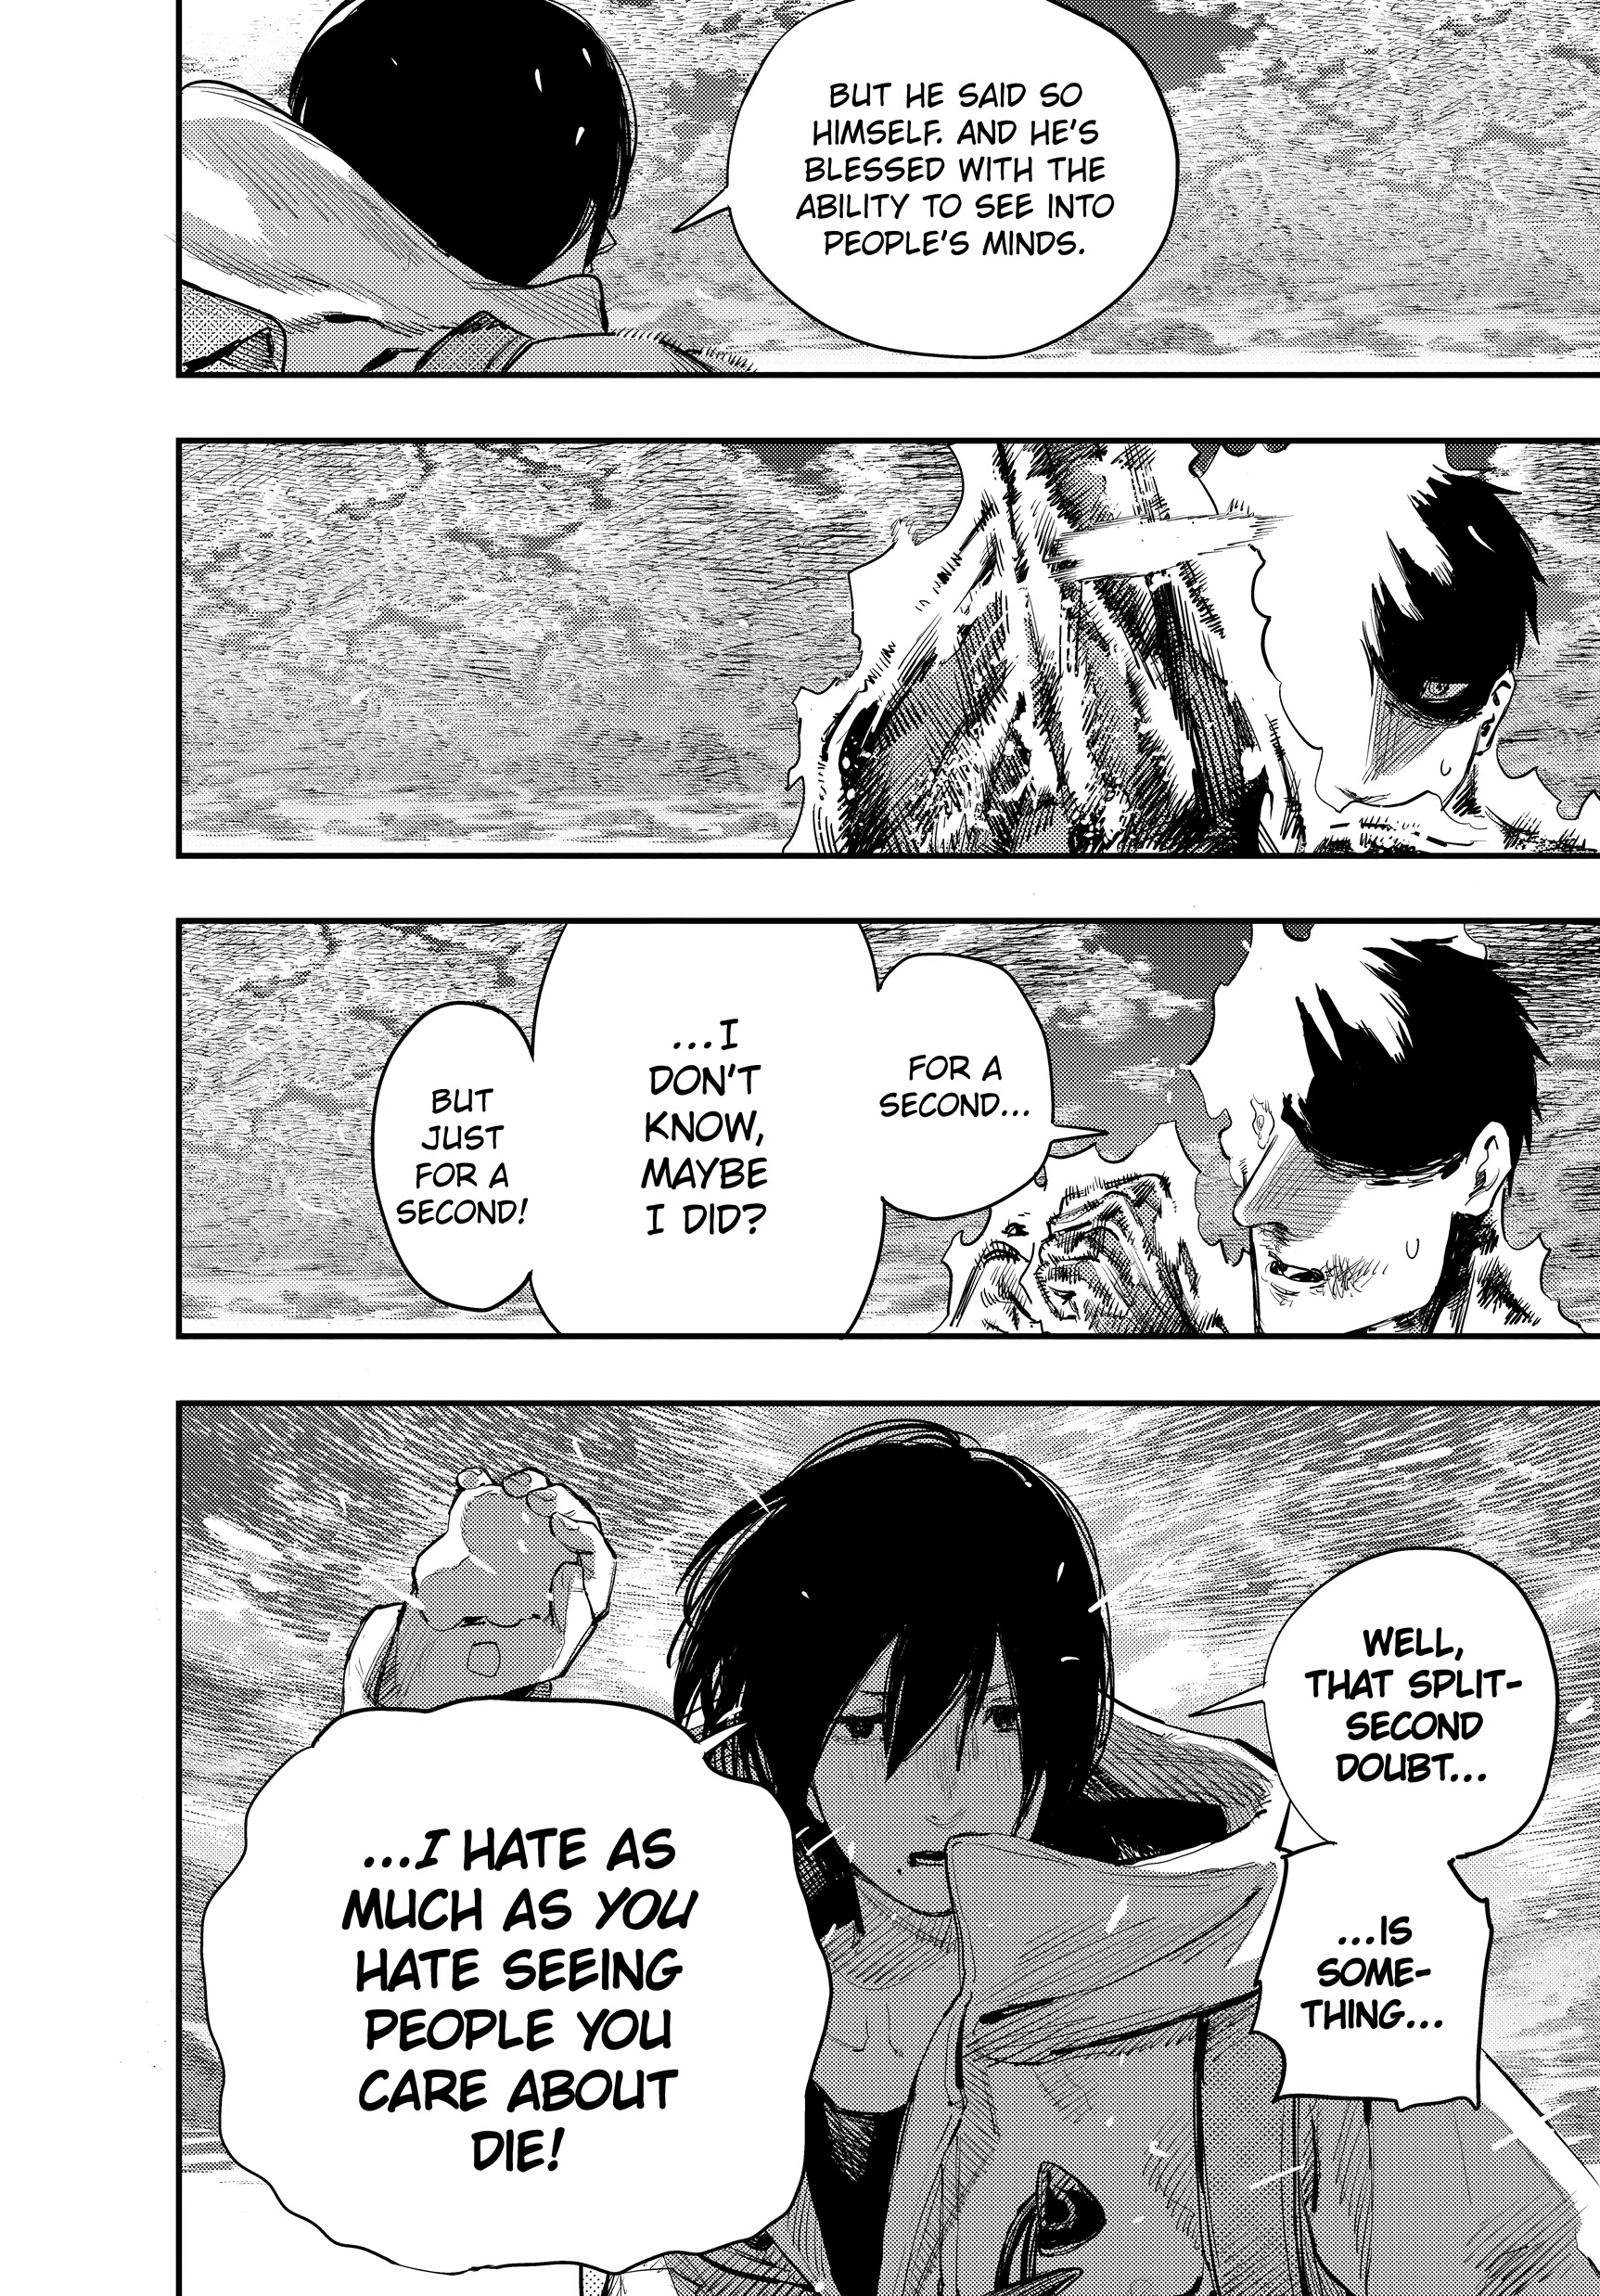 BUT HE SAID SO
HIMSELF. AND HE'S
BLESSED WITH THE
ABILITY TO SEE INTO
PEOPLE'S MINDS.
FOR A
SECOND...
...I
DON'T
KNOW,
MAYBE
I DID?
BUT
JUST
FOR A
SECOND!
WELL,
THAT SPLIT-
SECOND
DOUBT...
...IS
SOME-
THING...
...I HATE AS
MUCH AS YOU
HATE SEEING
PEOPLE YOU
CARE ABOUT
DIE!